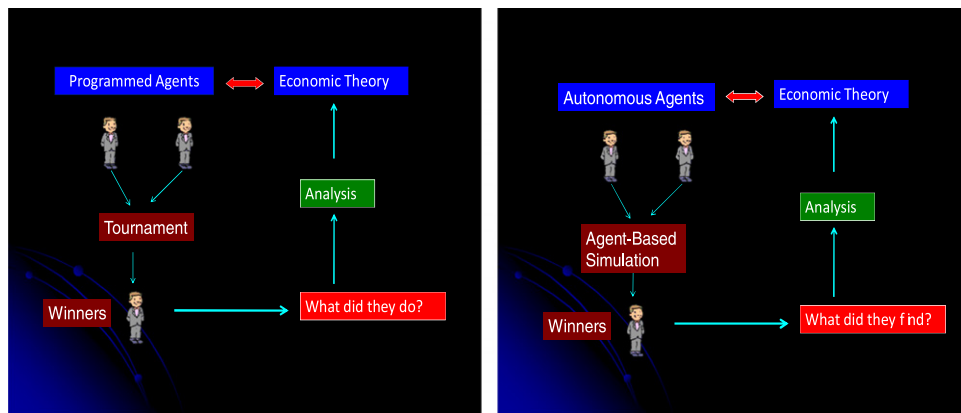 Programmed Agents
Economic Theory
Analysis
Tournament
Winners
What did they do?
Autonomous Agents
Economic Theory
Analysis
Agent-Based
Simulation
Winners
What did they find?